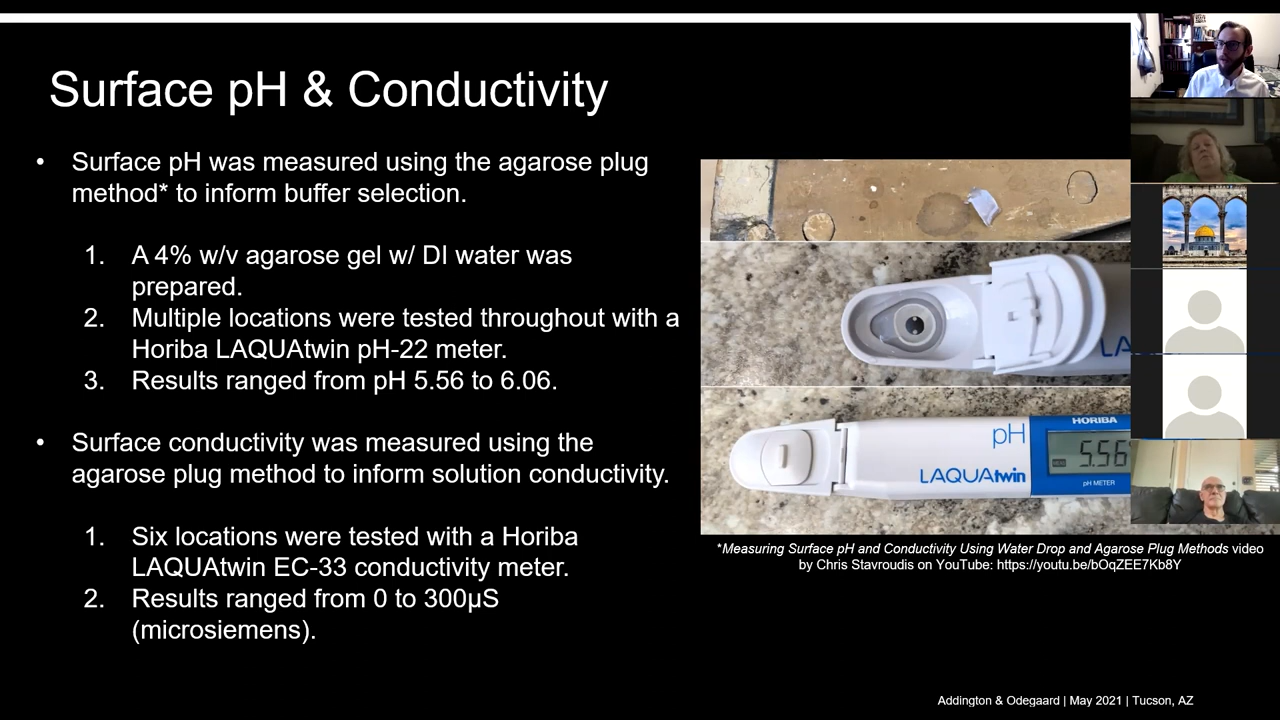 Surface pH & Conductivity
• Surface pH was measured using the agarose plug
method* to inform buffer selection.
1. A 4% w/v agarose gel w/ DI water was
prepared.
2. Multiple locations were tested throughout with a
Horiba LAQUAtwin pH-22 meter.
3. Results ranged from pH 5.56 to 6.06.
• Surface conductivity was measured using the
agarose plug method to inform solution conductivity.
1. Six locations were tested with a Horiba
LAQUAtwin EC-33 conductivity meter.
2. Results ranged from 0 to 300µS
(microsiemens).
LA
pH
LAQUAtwin
HORIBA
5.56
pH METER
*Measuring Surface pH and Conductivity Using Water Drop and Agarose Plug Methods video
by Chris Stavroudis on YouTube: https://youtu.be/bOqZEE7Kb8Y
Addington & Odegaard | May 2021 | Tucson, AZ